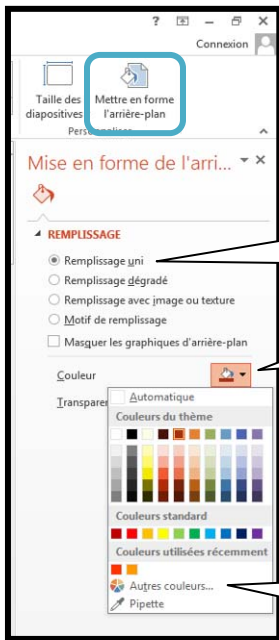 ?
Connexion
Taille des
diapositives
Mettre en forme
l'arrière-plan
Personnaliser
Mise en forme de l'arri...
REMPLISSAGE
Remplissage uni
Remplissage dégradé
Remplissage avec image ou texture
Motif de remplissage
Masquer les graphiques d'arrière-plan
Couleur
Transparen
Automatique
Couleurs du thème
Couleurs standard
Couleurs utilisées récemment
Autres couleurs...
Pipette